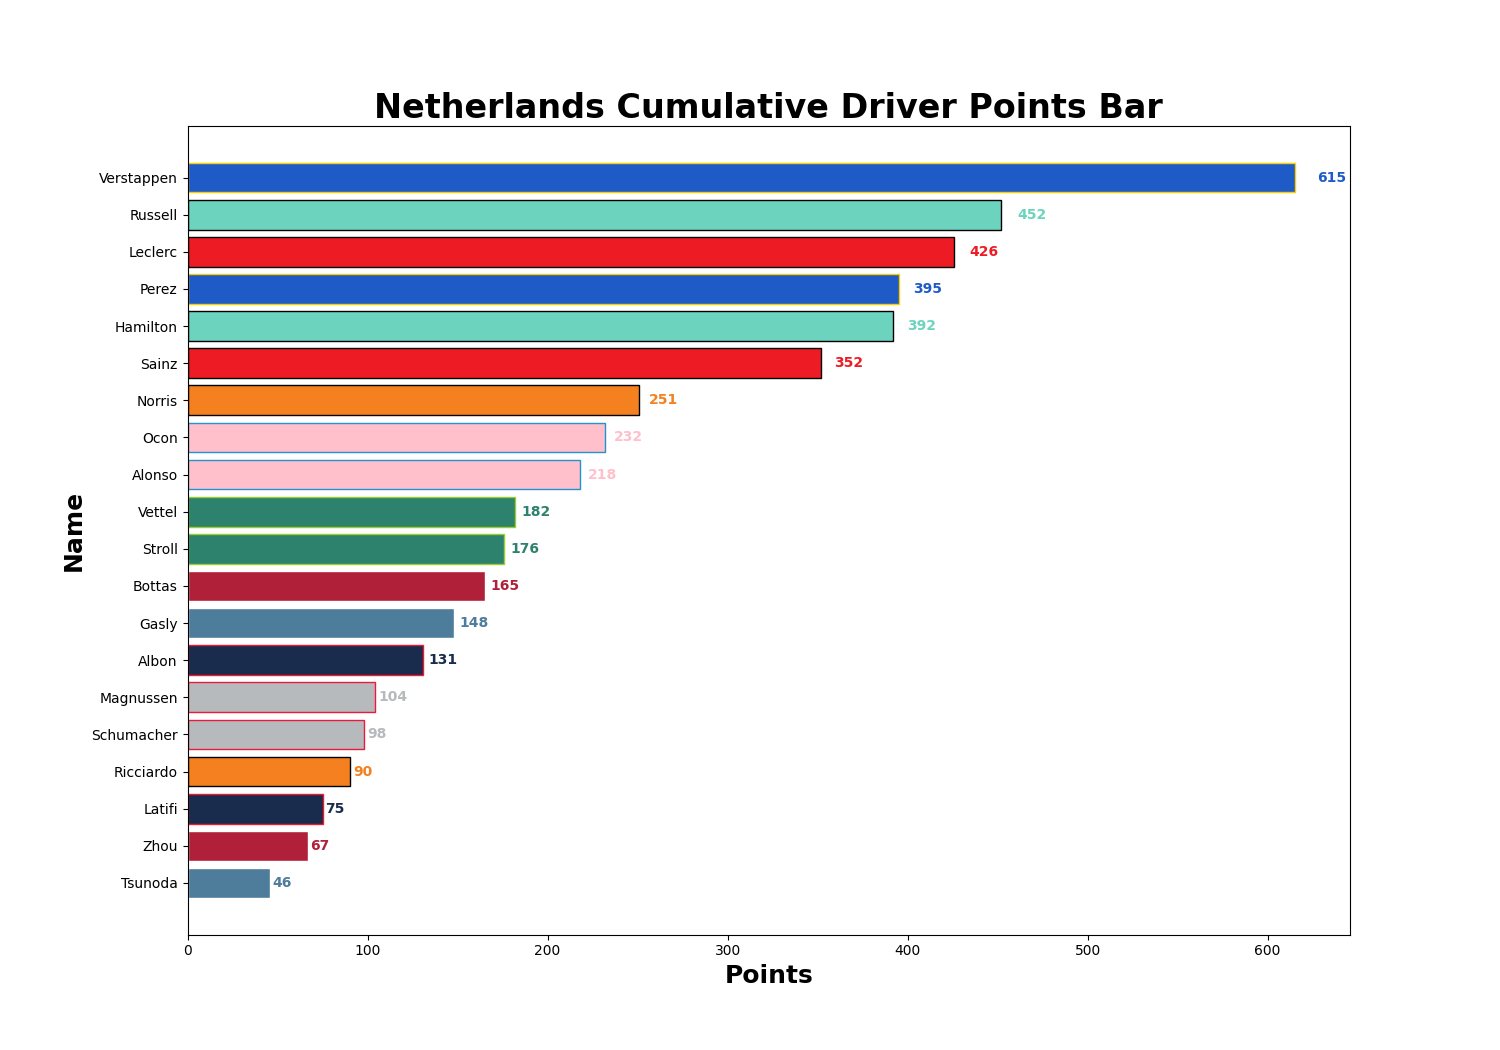 Netherlands Cumulative Driver Points Bar
Verstappen 615
Russell 452
Leclerc 426
Perez 395
Hamilton 392
Sainz 352
Norris 251
Ocon 232
Alonso 218
Vettel 182
Stroll 176
Bottas 165
Gasly 148
Albon 131
Magnussen 104
Schumacher 98
Ricciardo 90
Latifi 75
Zhou 67
Tsunoda 46
Name
0 100 200 300 400 500 600
Points